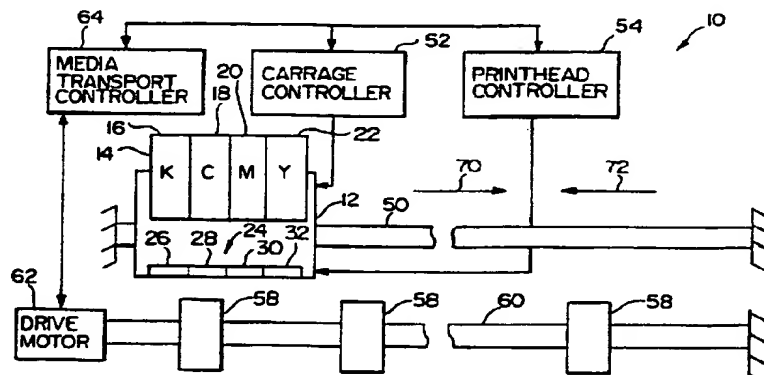 64
52
54
10
MEDIA
TRANSPORT
CONTROLLER
CARRAGE
CONTROLLER
PRINTHEAD
CONTROLLER
20
18
16
22
14
K C M Y
70
72
12
50
24
26 28 30 32
62
58 58 60 58
DRIVE
MOTOR